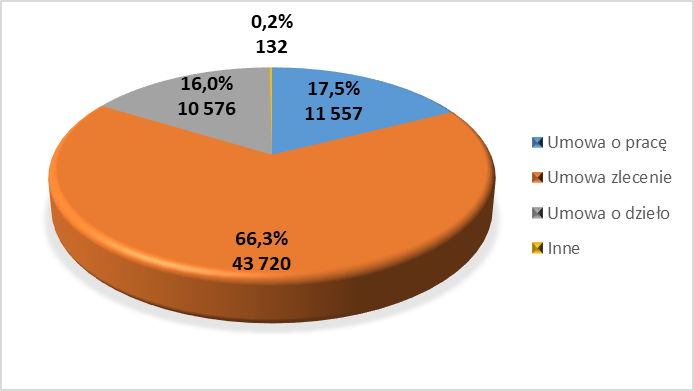 0,2%
132
16,0%
10 576
17,5%
11 557
66,3%
43 720
Umowa o pracę
Umowa zlecenie
Umowa o dzieło
Inne